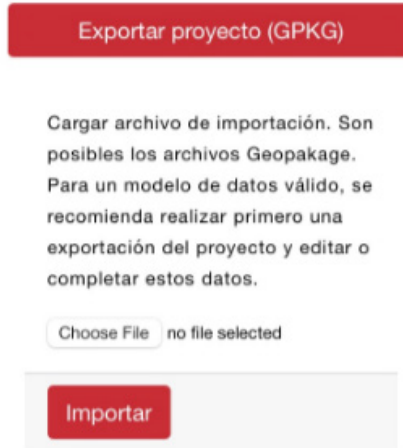 Exportar proyecto (GPKG)
Cargar archivo de importación. Son
posibles los archivos Geopakage.
Para un modelo de datos válido, se
recomienda realizar primero una
exportación del proyecto y editar o
completar estos datos.
Choose File no file selected
Importar